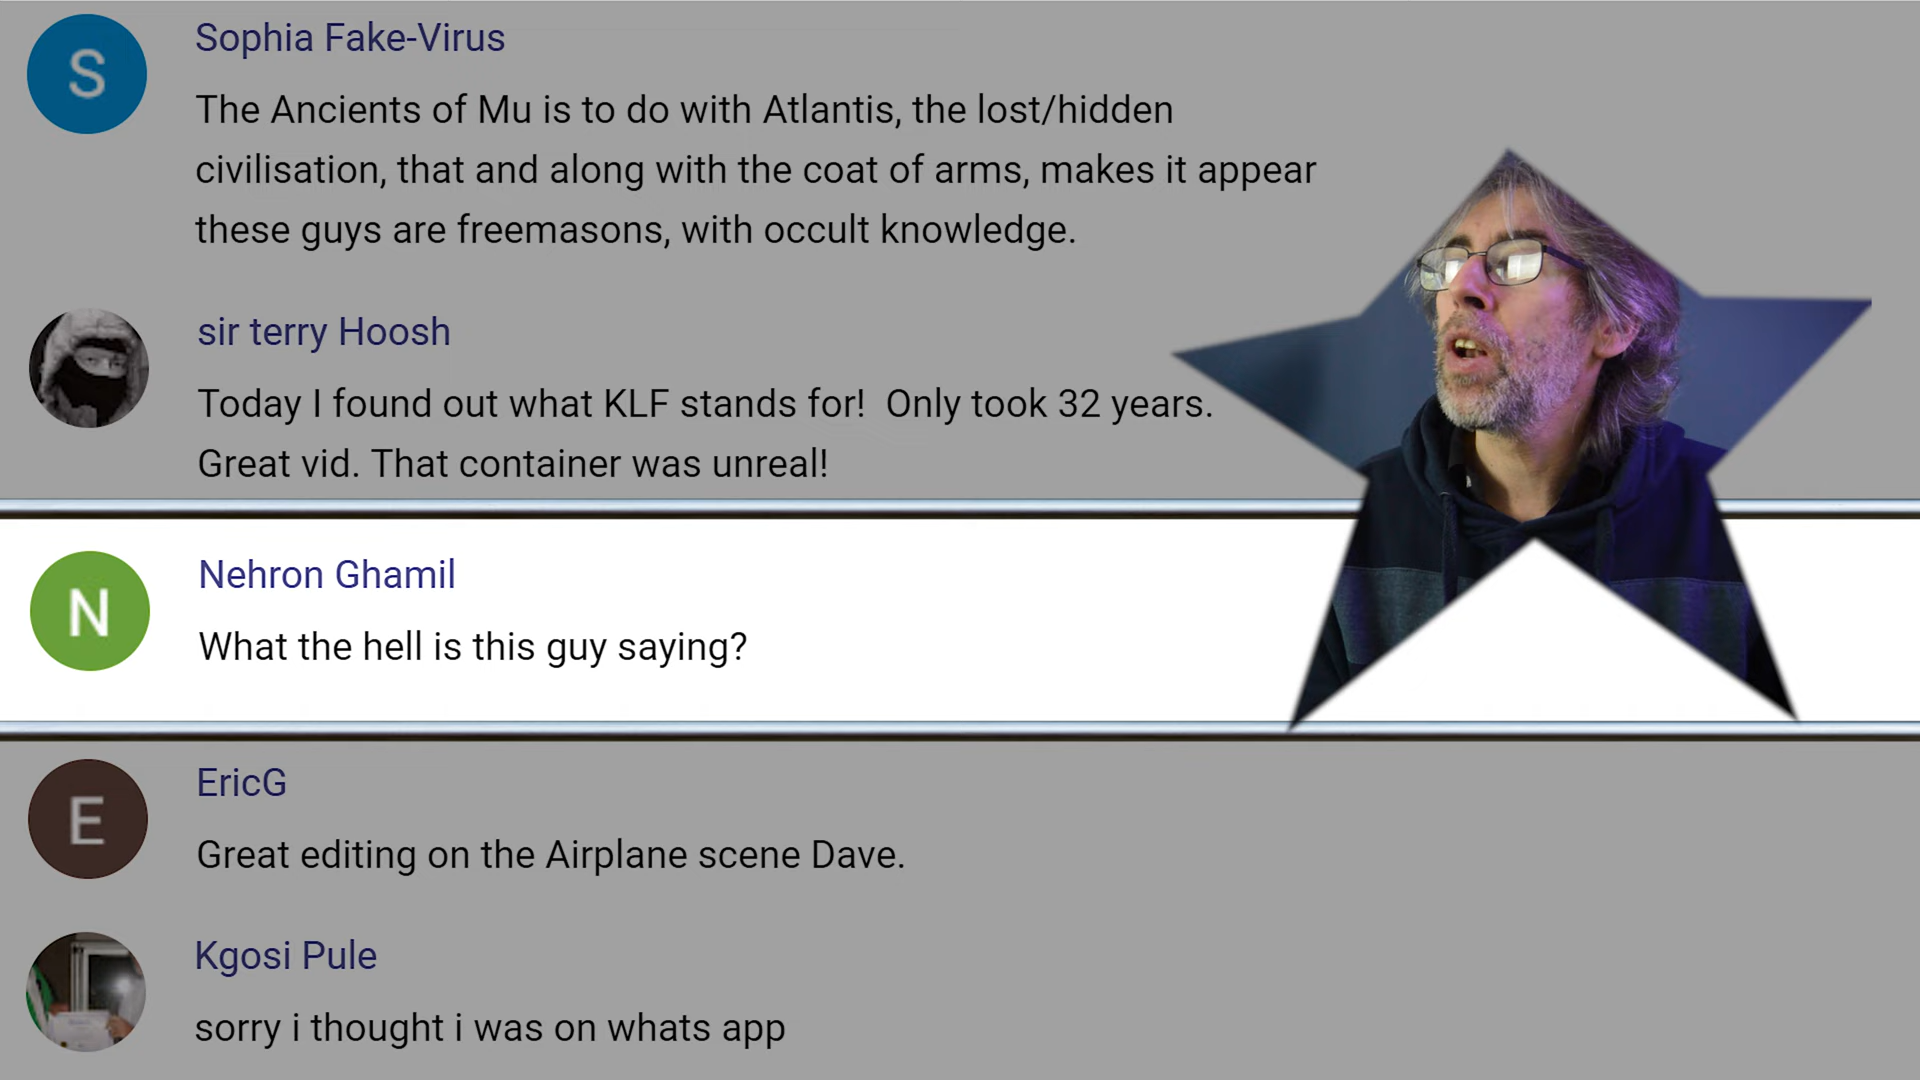 S
Sophia Fake-Virus
The Ancients of Mu is to do with Atlantis, the lost/hidden
civilisation, that and along with the coat of arms, makes it appear
these guys are freemasons, with occult knowledge.
sir terry Hoosh
Today I found out what KLF stands for!  Only took 32 years.
Great vid. That container was unreal!
N
Nehron Ghamil
What the hell is this guy saying?
E
EricG
Great editing on the Airplane scene Dave.
Kgosi Pule
sorry i thought i was on whats app